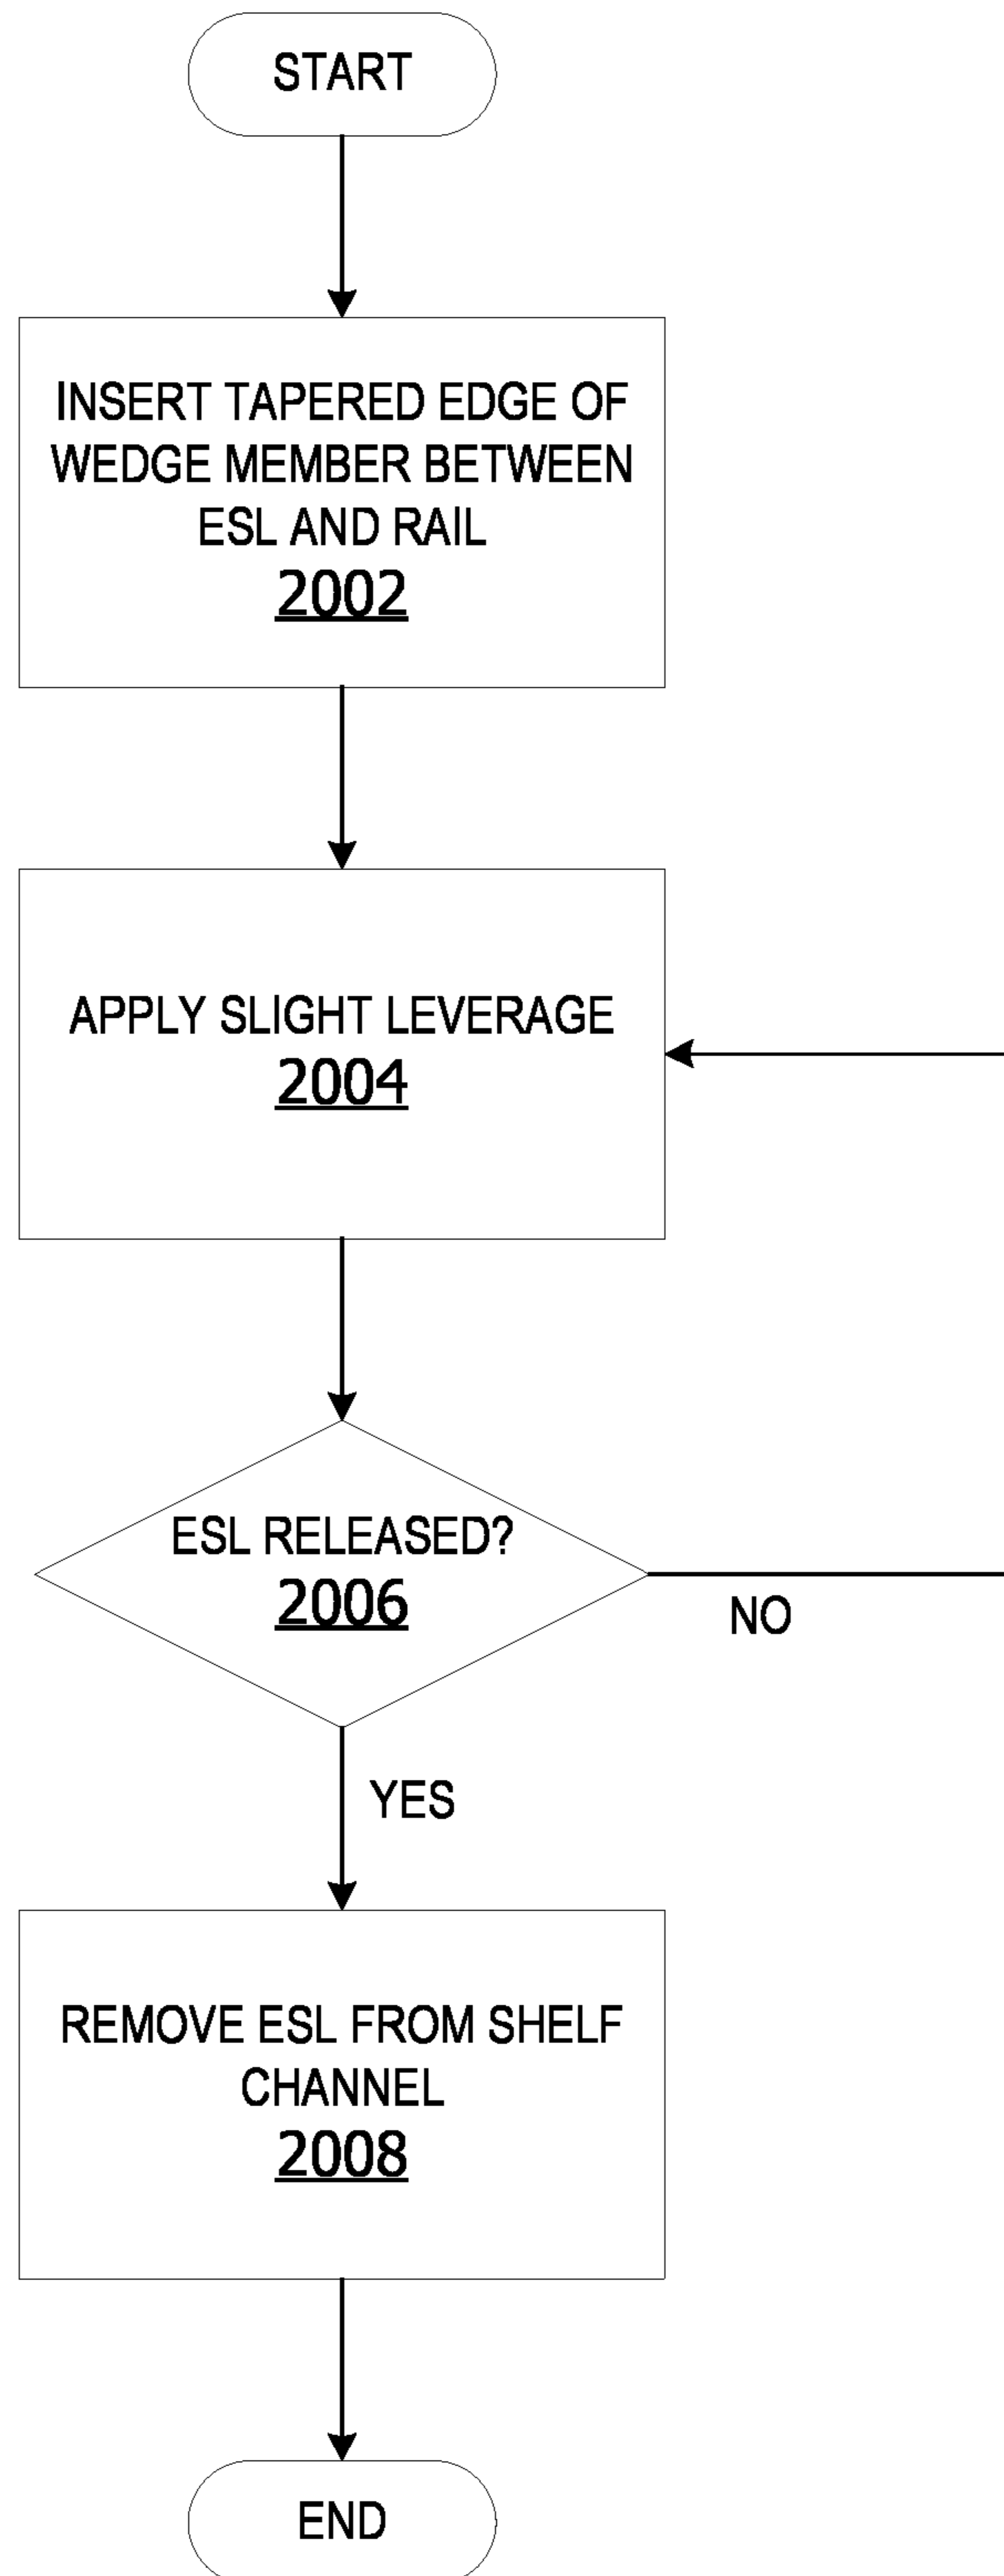 START
INSERT TAPERED EDGE OF
WEDGE MEMBER BETWEEN
ESL AND RAIL
2002
APPLY SLIGHT LEVERAGE
2004
ESL RELEASED?
2006
NO
YES
REMOVE ESL FROM SHELF
CHANNEL
2008
END